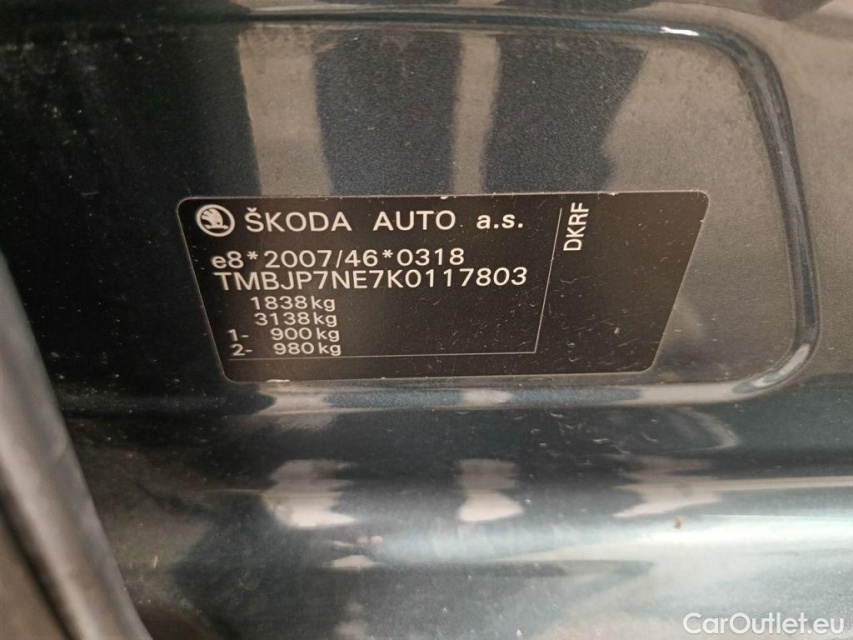 ŠKODA AUTO a.s.
DKRF
e8*2007/46*0318
TMBJP7NE7K0117803
1838kg
3138kg
1- 900kg
2- 980kg
CarOutlet.eu